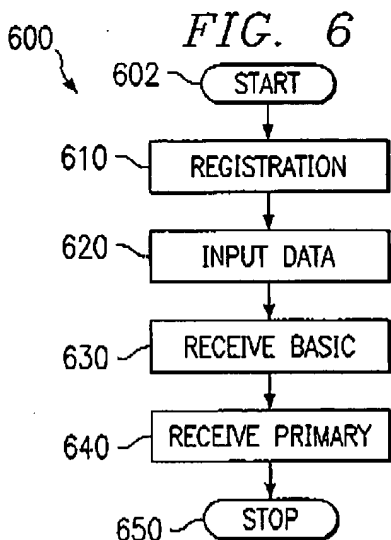 FIG. 6
600
602 START
610 REGISTRATION
620 INPUT DATA
630 RECEIVE BASIC
640 RECEIVE PRIMARY
650 STOP